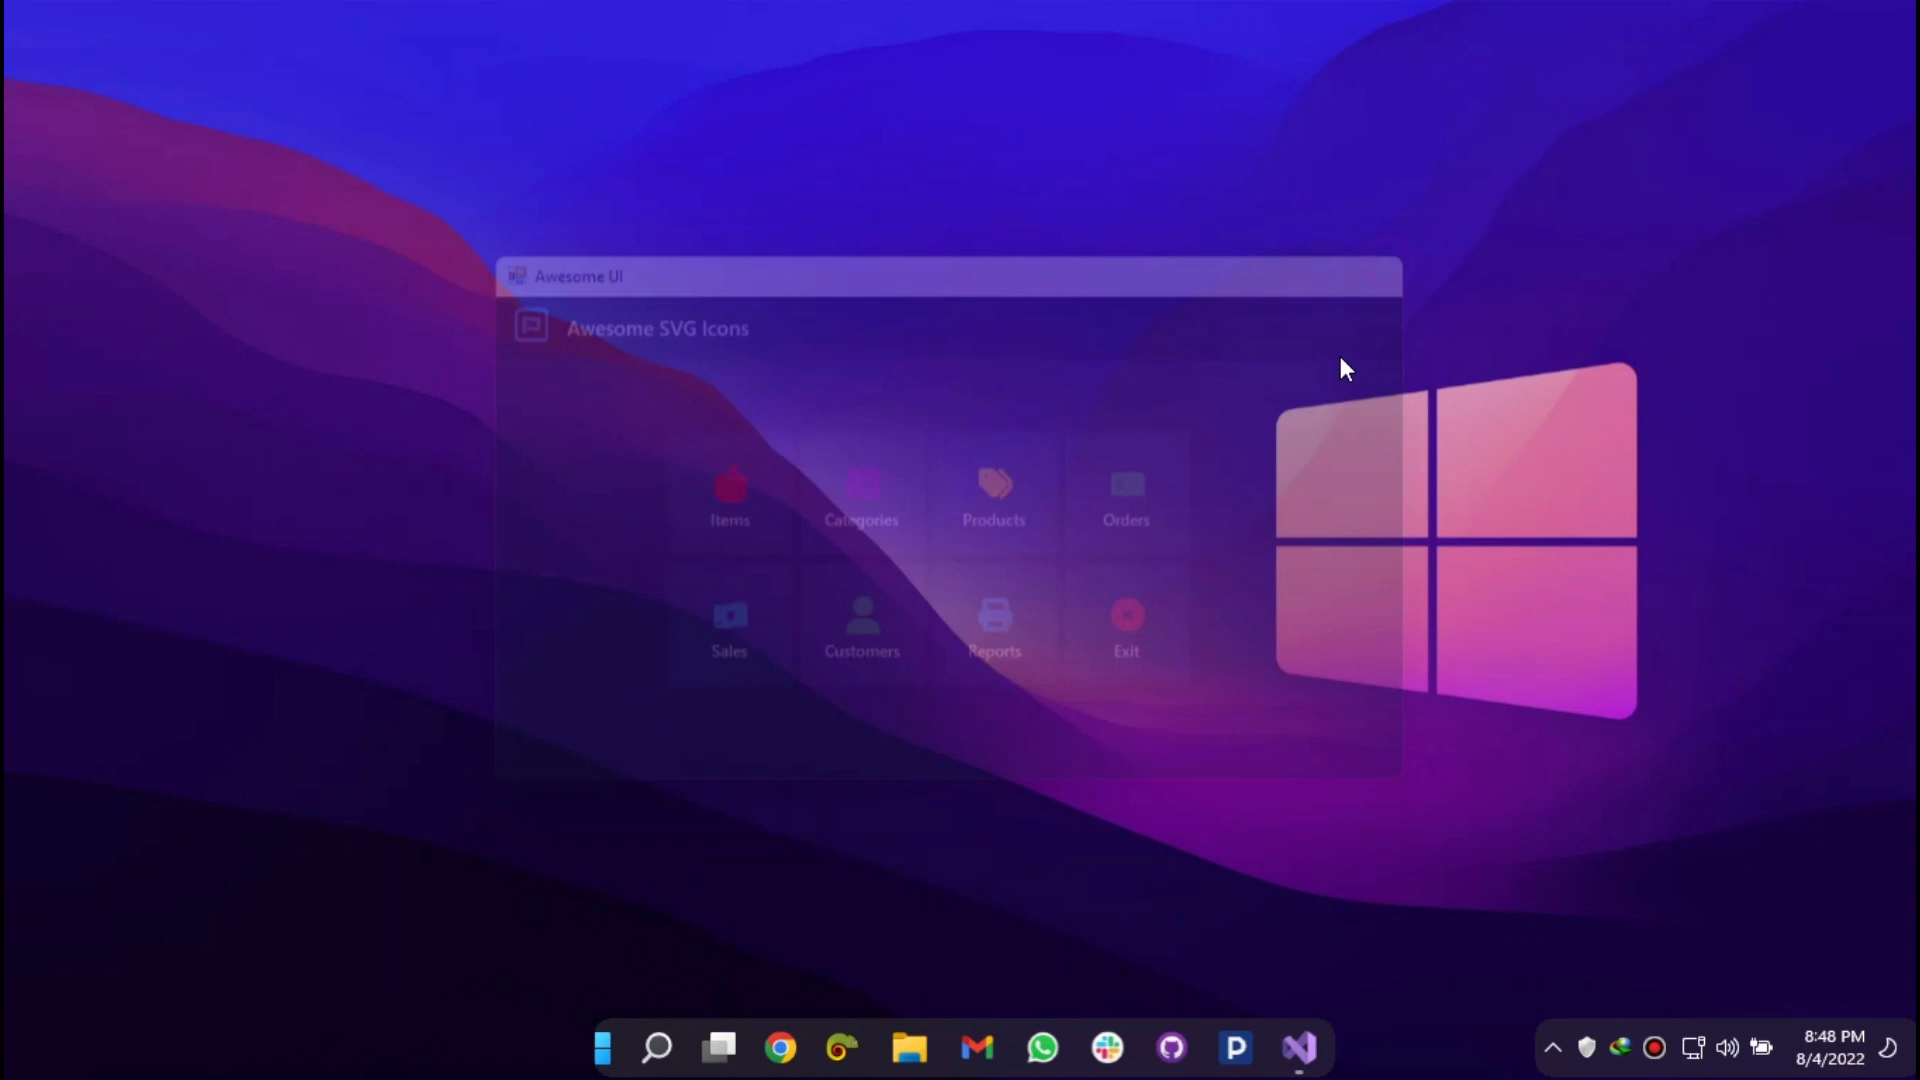 Awesome UI
Awesome SVG Icons
Items Categories Products Orders
Sales Customers Reports Exit
8:48 PM
8/4/2022